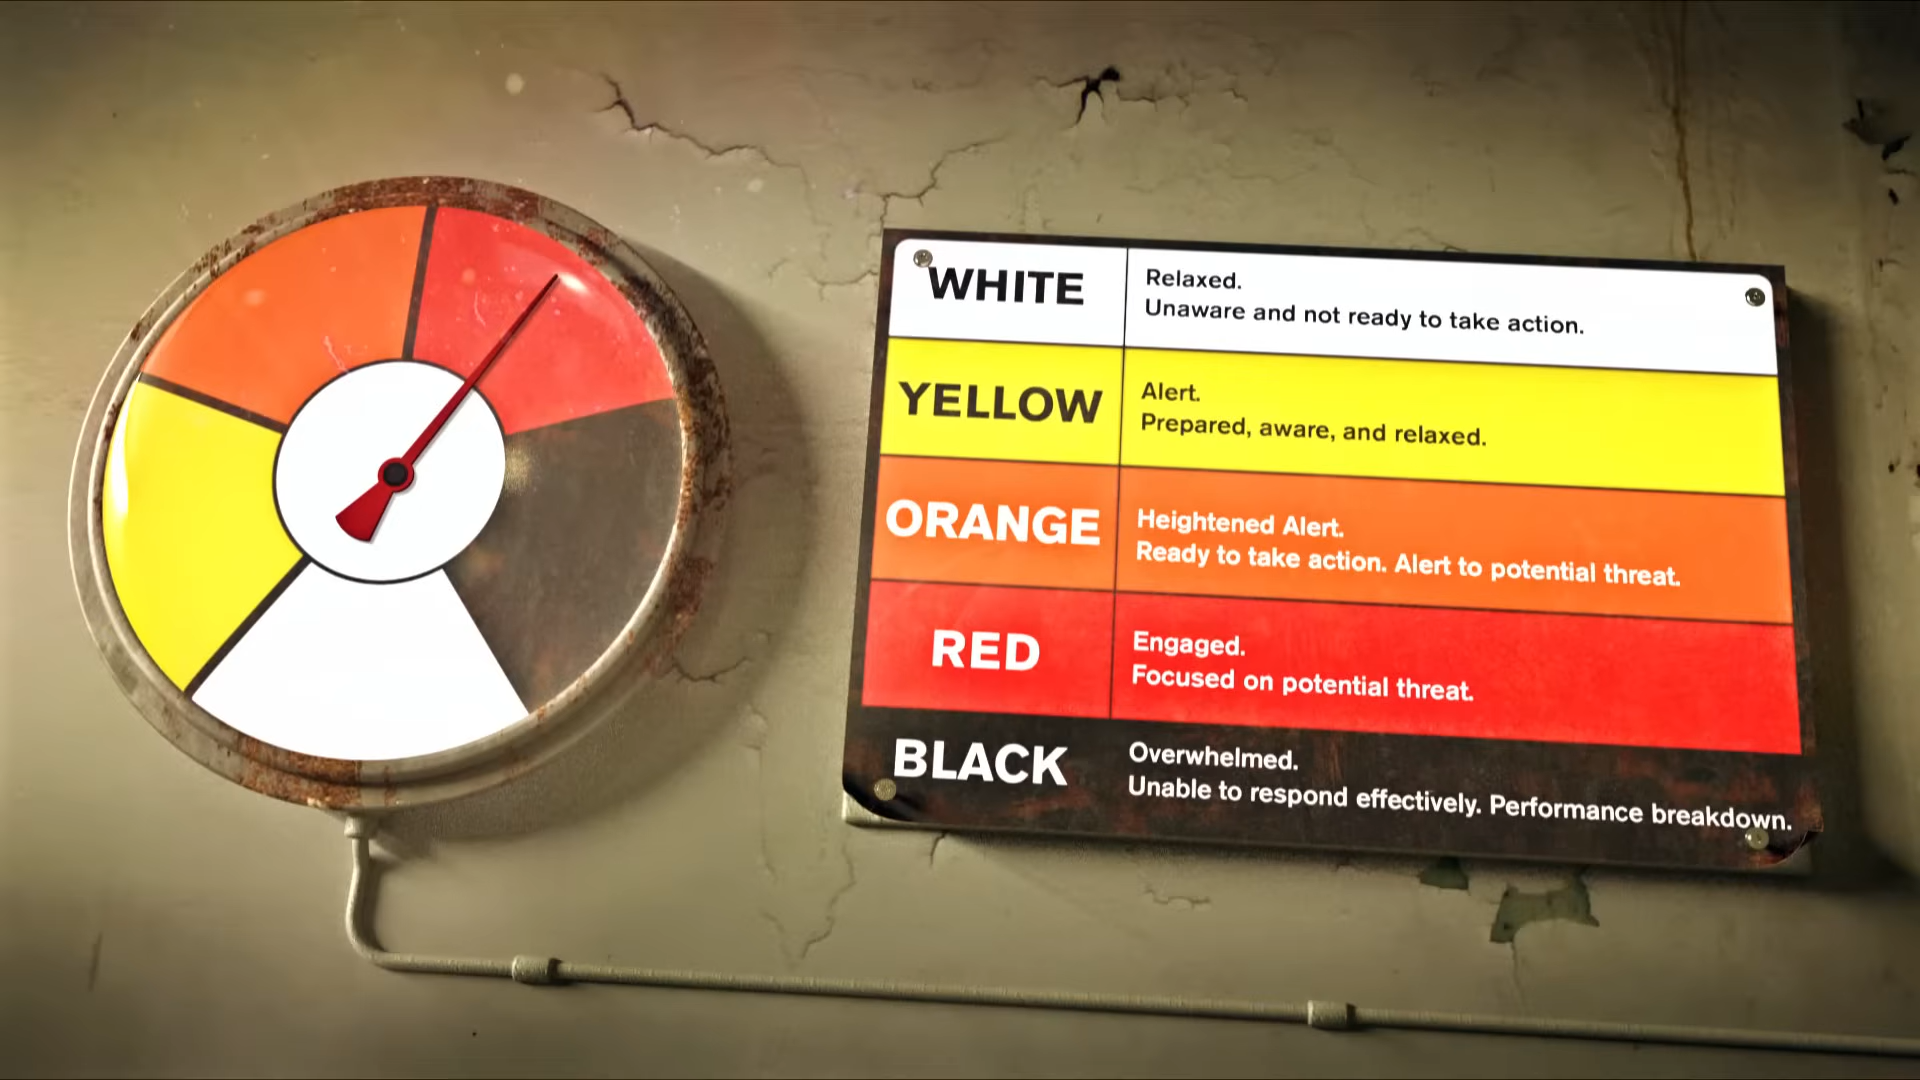 WHITE
Relaxed.
Unaware and not ready to take action.
YELLOW
Alert.
Prepared, aware, and relaxed.
ORANGE
Heightened Alert.
Ready to take action. Alert to potential threat.
RED
Engaged.
Focused on potential threat.
BLACK
Overwhelmed.
Unable to respond effectively. Performance breakdown.